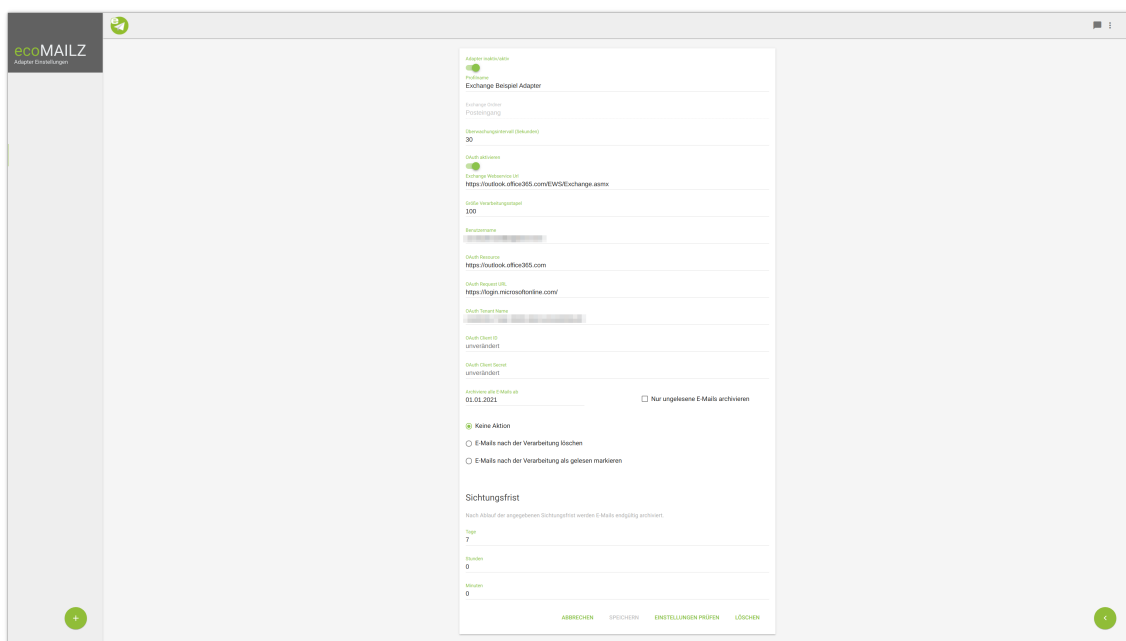 ecoMAILZ
Adapter Einstellungen
Adapter inaktiv/aktiv
Profilname
Exchange Beispiel Adapter
Exchange Ordner
Posteingang
Überwachungsintervall (Sekunden)
30
OAuth aktivieren
Exchange Webservice Url
https://outlook.office365.com/EWS/Exchange.asmx
Größe Verarbeitungsstapel
100
Benutzername
OAuth Resource
https://outlook.office365.com
OAuth Request URL
https://login.microsoftonline.com/
OAuth Tenant Name
OAuth Client ID
unverändert
OAuth Client Secret
unverändert
Archiviere alle E-Mails ab
01.01.2021
Nur ungelesene E-Mails archivieren
Keine Aktion
E-Mails nach der Verarbeitung löschen
E-Mails nach der Verarbeitung als gelesen markieren
Sichtungsfrist
Nach Ablauf der angegebenen Sichtungsfrist werden E-Mails endgültig archiviert.
Tage
7
Stunden
0
Minuten
0
ABBRECHEN SPEICHERN EINSTELLUNGEN PRÜFEN LÖSCHEN